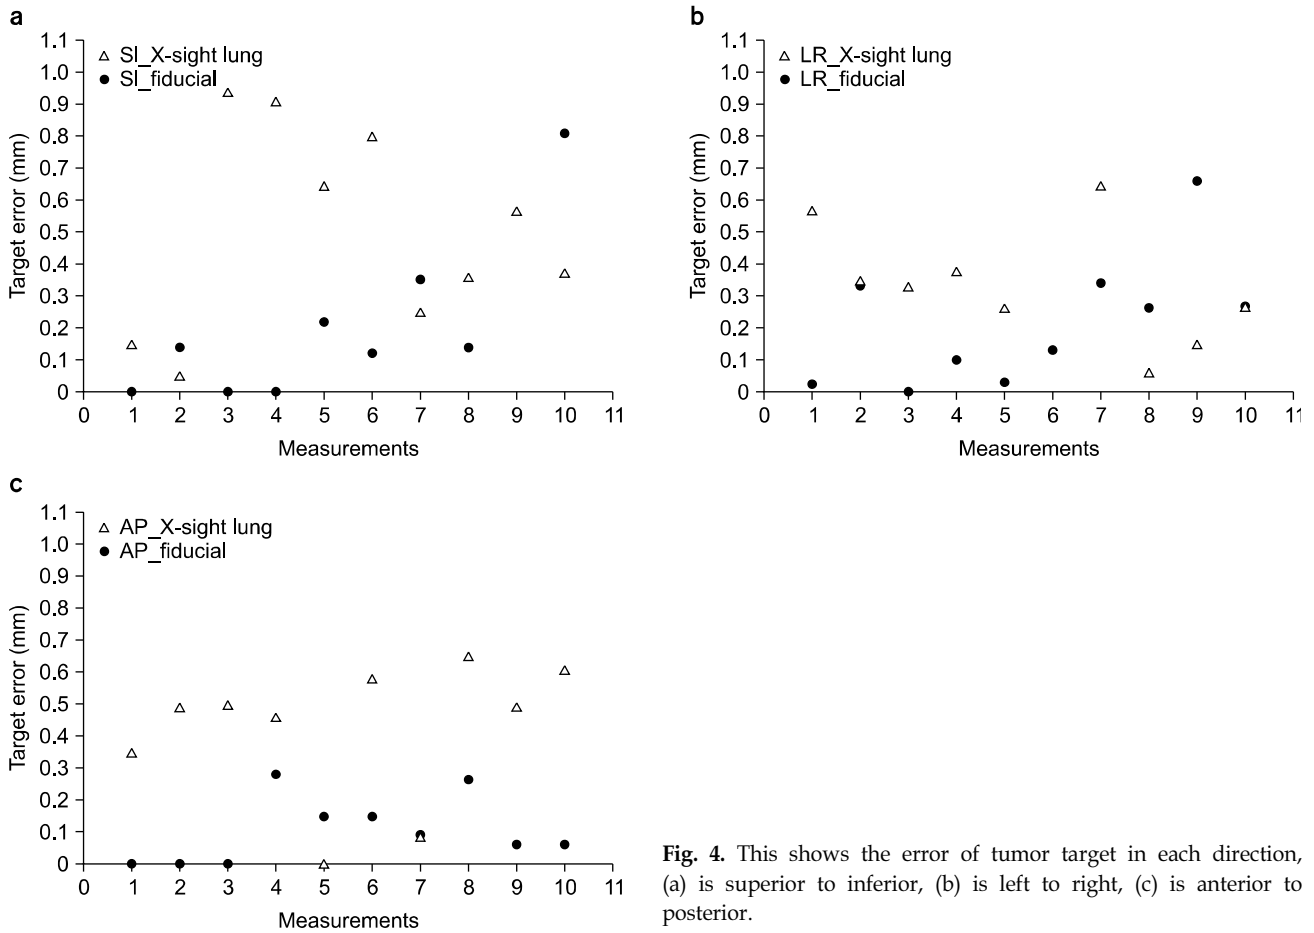 a
1.1
1.0
0.9
0.8
0.7
0.6
0.5
0.4
0.3
0.2
0.1
0
Target error (mm)
SI_X-sight lung
SI_fiducial
0 1 2 3 4 5 6 7 8 9 10 11
Measurements
b
1.1
1.0
0.9
0.8
0.7
0.6
0.5
0.4
0.3
0.2
0.1
0
Target error (mm)
LR_X-sight lung
LR_fiducial
0 1 2 3 4 5 6 7 8 9 10 11
Measurements
c
1.1
1.0
0.9
0.8
0.7
0.6
0.5
0.4
0.3
0.2
0.1
0
Target error (mm)
AP_X-sight lung
AP_fiducial
0 1 2 3 4 5 6 7 8 9 10 11
Measurements
Fig. 4. This shows the error of tumor target in each direction,
(a) is superior to inferior, (b) is left to right, (c) is anterior to
posterior.